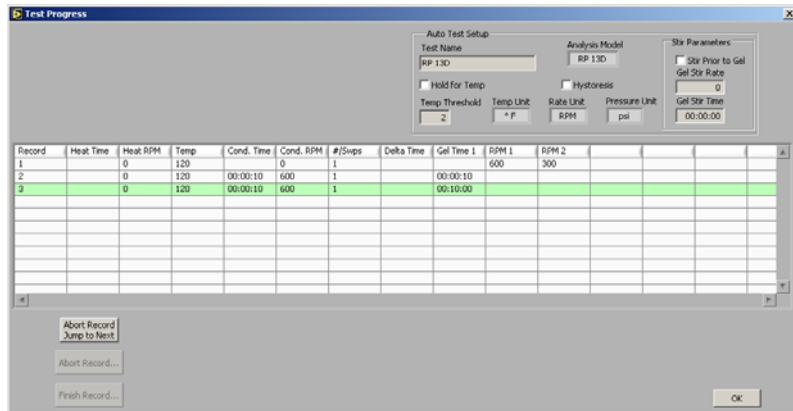 Test Progress
Auto Test Setup
Test Name
RP 13D
Analysis Model
RP 13D
Stir Parameters
Stir Prior to Gel
Gel Stir Rate
0
Gel Stir Time
00:00:00
Hold for Temp
Hystoresis
Temp Threshold Temp Unit Rate Unit Pressure Unit
2 ° F RPM psi
Record Heat Time Heat RPM Temp Cond. Time Cond. RPM #/Swps Delta Time Gel Time 1 RPM 1 RPM 2
1 0 120 0 1 600 300
2 0 120 00:00:10 600 1 00:00:10
3 0 120 00:00:10 600 1 00:10:00
Abort Record
Jump to Next
Abort Record...
Finish Record...
OK